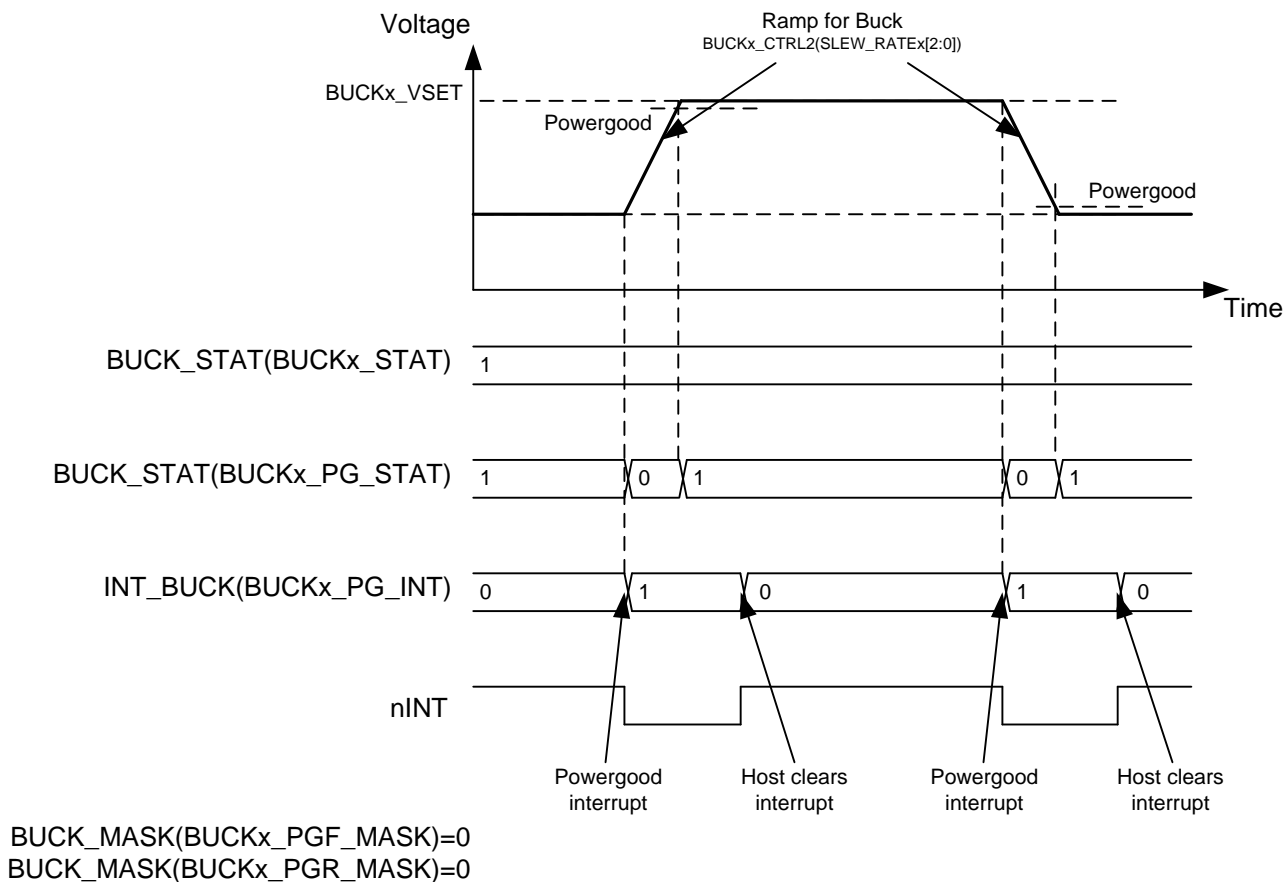 Voltage
Ramp for Buck
BUCKx_CTRL2(SLEW_RATEx[2:0])
BUCKx_VSET
Powergood
Powergood
Time
BUCK_STAT(BUCKx_STAT)
1
BUCK_STAT(BUCKx_PG_STAT)
1 0 1 0 1
INT_BUCK(BUCKx_PG_INT)
0 1 0 1 0
nINT
Powergood
interrupt
Host clears
interrupt
Powergood
interrupt
Host clears
interrupt
BUCK_MASK(BUCKx_PGF_MASK)=0
BUCK_MASK(BUCKx_PGR_MASK)=0